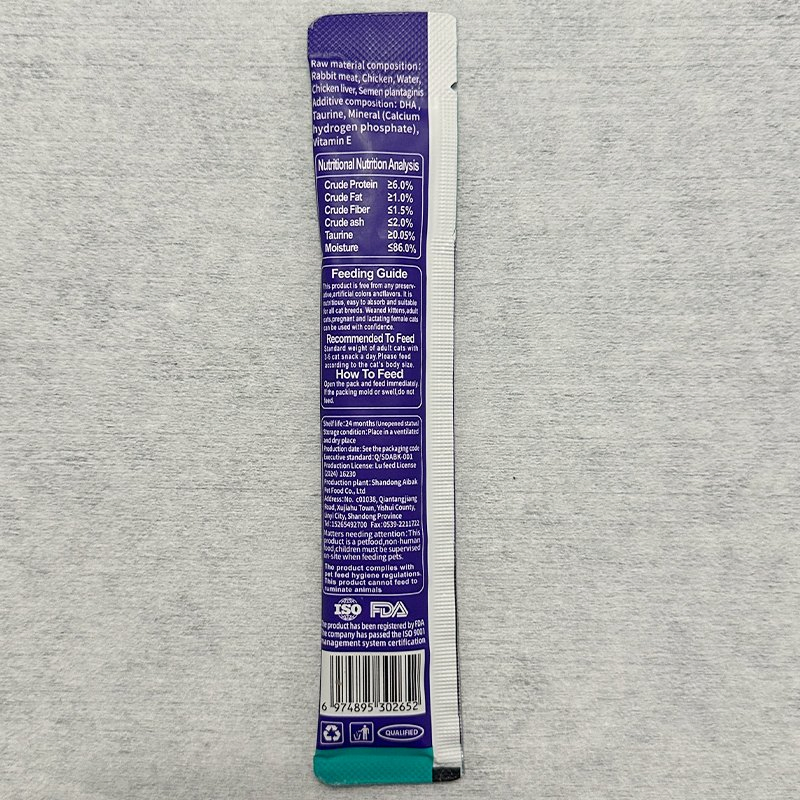 Raw material composition:
Rabbit meat, Chicken, Water,
Chicken liver, Semen plantaginis
Additive composition: DHA,
Taurine, Mineral (Calcium
hydrogen phosphate),
Vitamin E
Nutritional Nutrition Analysis
Crude Protein ≥6.0%
Crude Fat ≥1.0%
Crude Fiber ≤1.5%
Crude ash ≤2.0%
Taurine ≥0.05%
Moisture ≤86.0%
Feeding Guide
This product is free from any preserv-
ative,artificial colors andflavors. It is
nutritious, easy to absorb and suitable
for all cat breeds. Weaned kittens,adult
cats,pregnant and lactating female cats
can be used with confidence.
Recommended To Feed
Standard weight of adult cats with
3-6 cat snack a day.Please feed
according to the cat's body size.
How To Feed
Open the pack and feed immediately.
If the packing mold or swell,do not
feed.
Shelf life:24 months(Unopened status)
Storage condition:Place in a ventilated
and dry place
Production date: See the packaging code
Executive standard:Q/SDABK-001
Production License: Lu feed License
(2024) 16230
Production plant: Shandong Aibak
Pet Food Co., Ltd
Address:No. c01038, Qiantangjiang
Road, Xujiahu Town, Yishui County,
Linyi City, Shandong Province
Tel:15265492700 Fax:0539-2211722
Matters needing attention:This
product is a petfood,non-human
food,children must be supervised
on-site when feeding pets.
The product complies with
pet feed hygiene regulations.
This product cannot feed to
ruminate animals
ISO FDA
he product has been registered by FDA
he company has passed the ISO 9001
anagement system certification
6 974895 302652
QUALIFIED